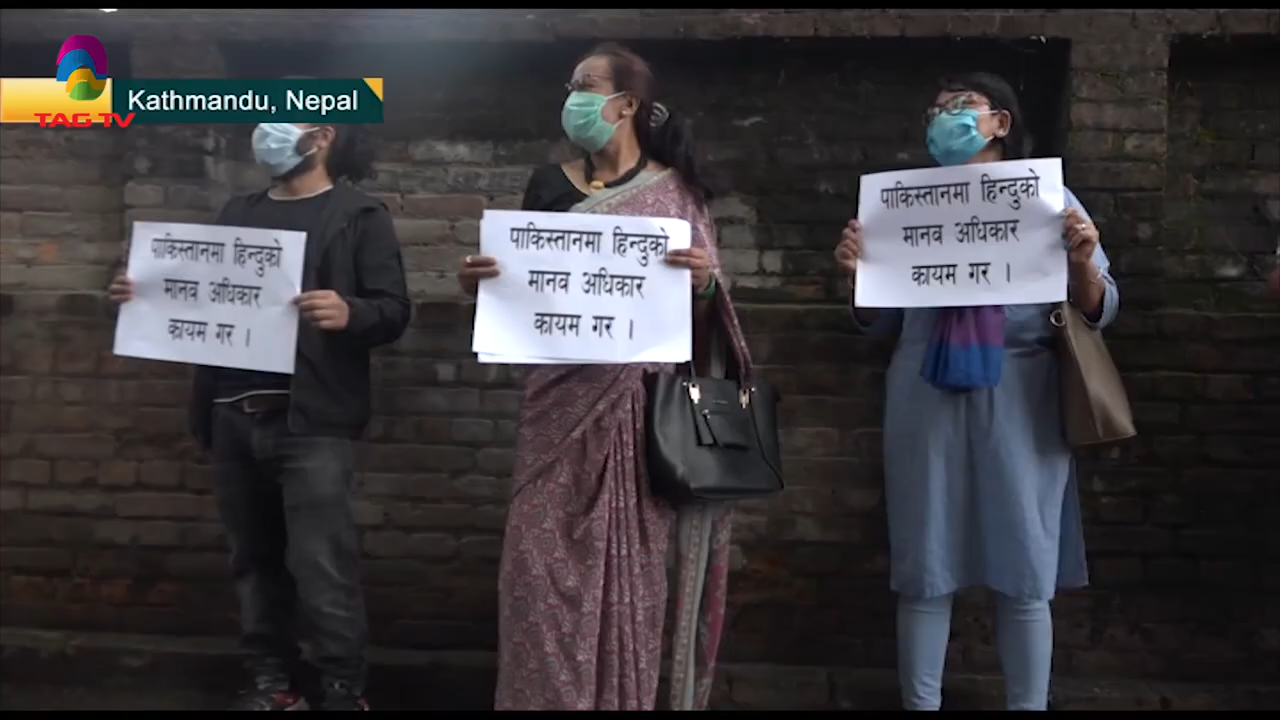 TAG TV
Kathmandu, Nepal
पाकिस्तानमा हिन्दुको
मानव अधिकार
कायम गर ।
पाकिस्तानमा हिन्दुको
मानव अधिकार
कायम गर ।
पाकिस्तानमा हिन्दुको
मानव अधिकार
कायम गर ।